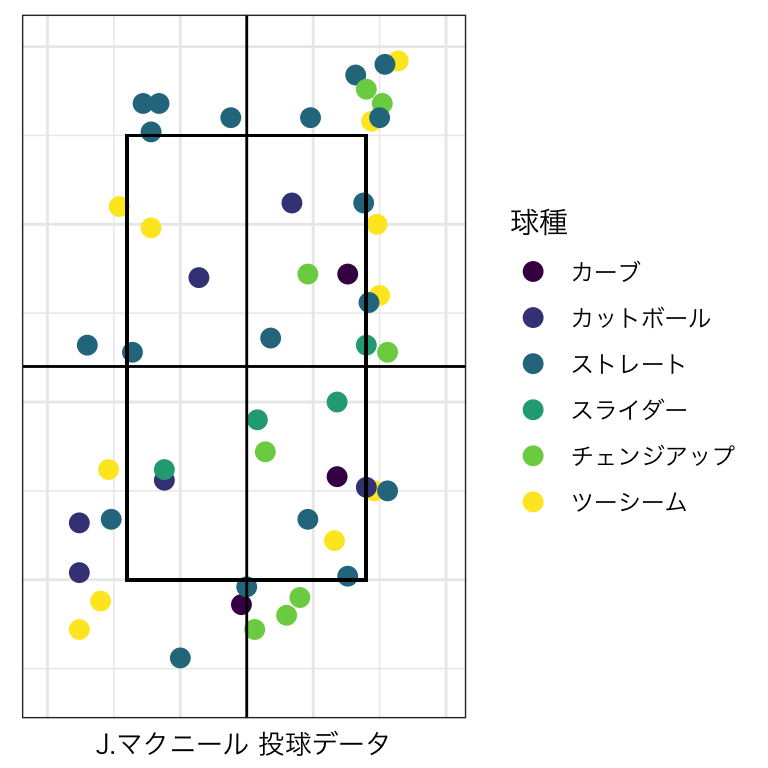 球種
カーブ
カットボール
ストレート
スライダー
チェンジアップ
ツーシーム
J.マクニール 投球データ